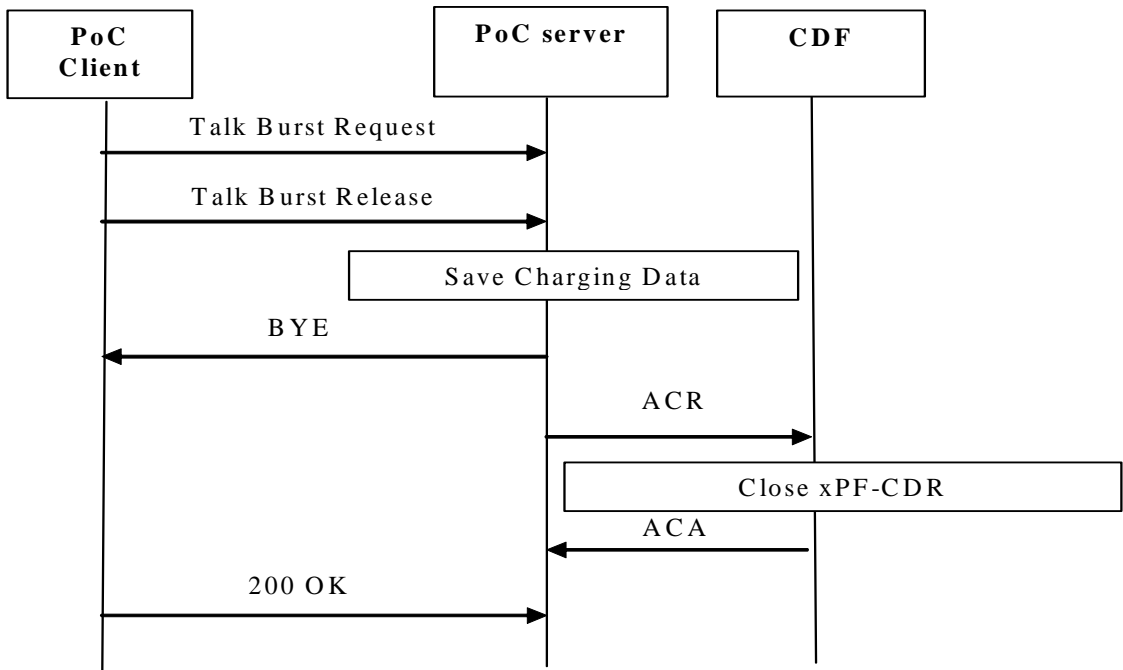 PoC
Client
PoC server
CDF
Talk Burst Request
Talk Burst Release
Save Charging Data
BYE
ACR
Close xPF-CDR
ACA
200 OK